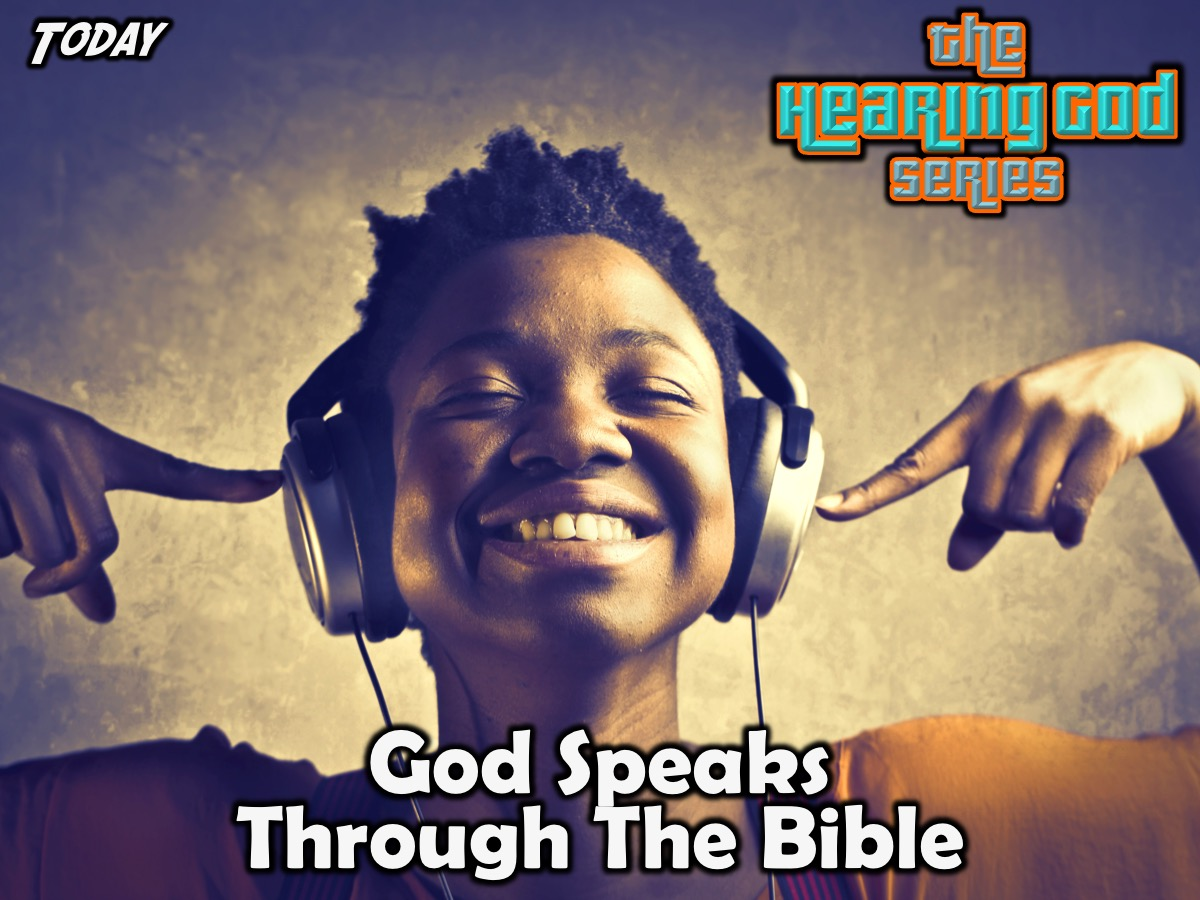 Today
the
Hearing God
series
God Speaks
Through The Bible